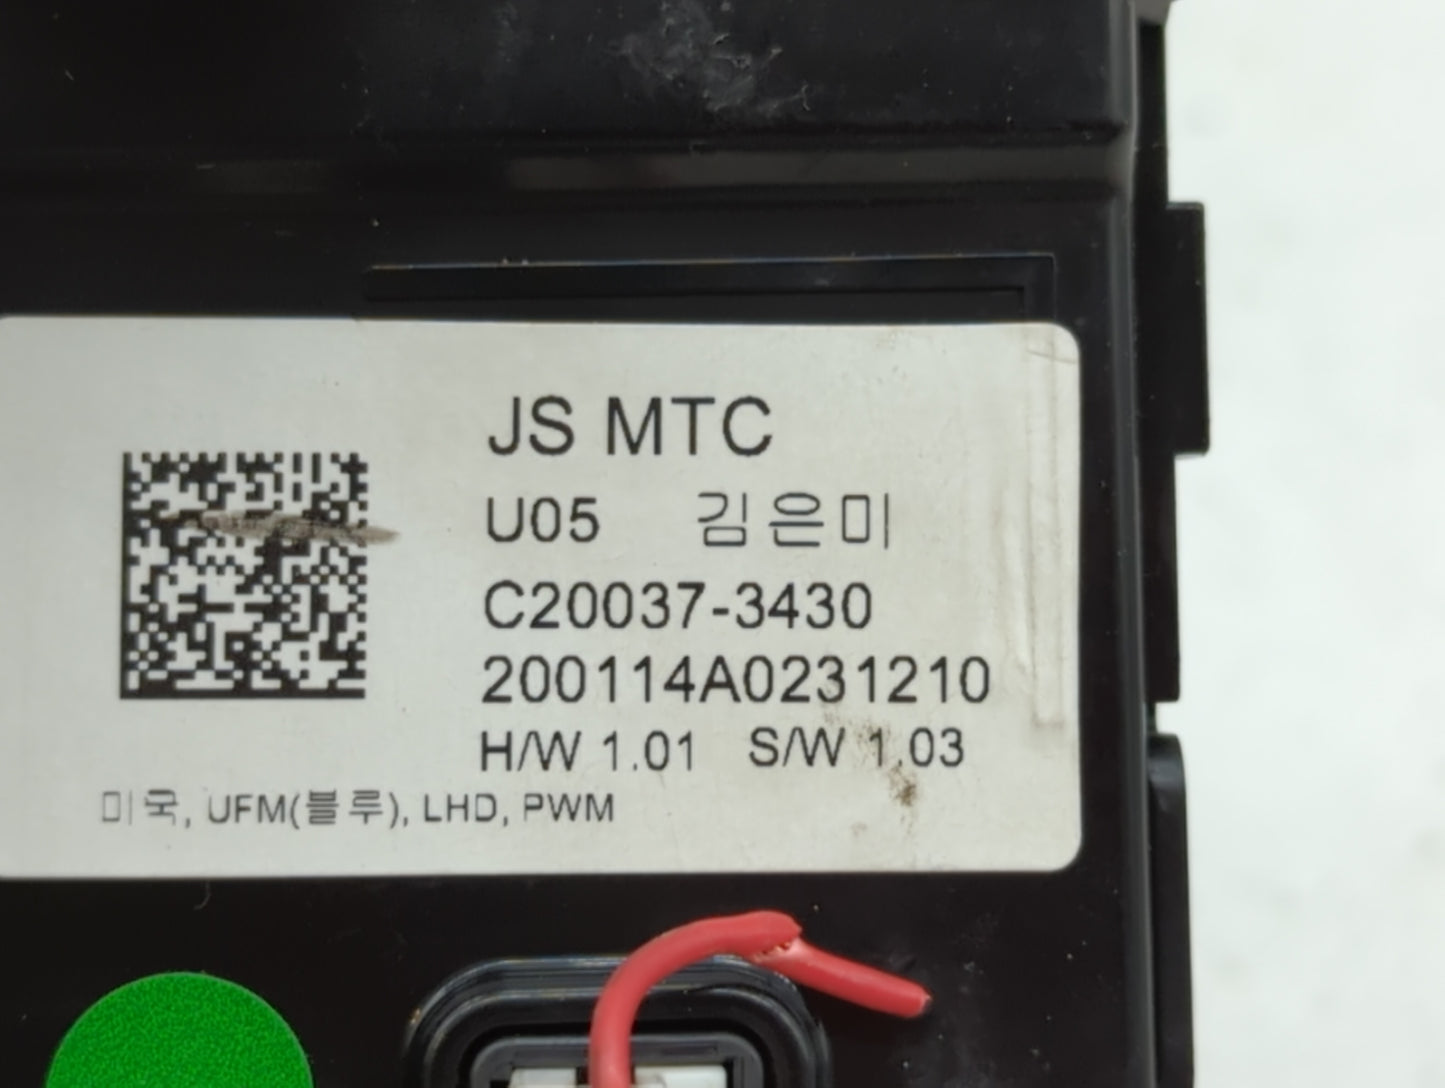 JS MTC
U05 김은미
C20037-3430
200114A0231210
H/W 1.01 S/W 1.03
미국, UFM(블루), LHD, PWM